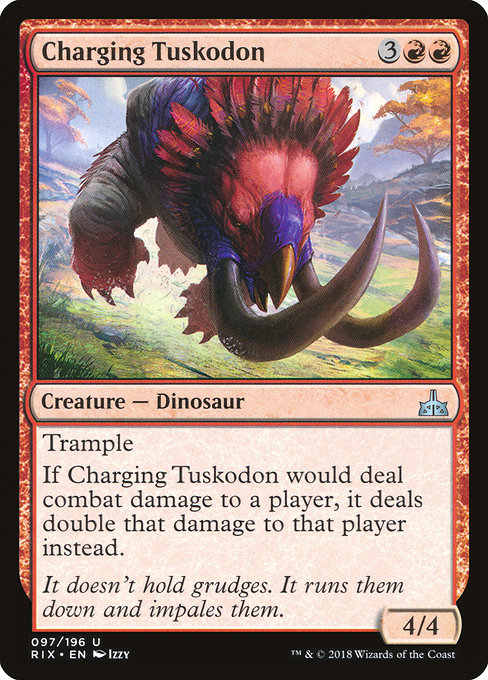 Charging Tuskodon 3
Creature — Dinosaur
Trample
If Charging Tuskodon would deal
combat damage to a player, it deals
double that damage to that player
instead.
It doesn't hold grudges. It runs them
down and impales them.
4/4
097/196 U
RIX • EN Izzy
™ & © 2018 Wizards of the Coast